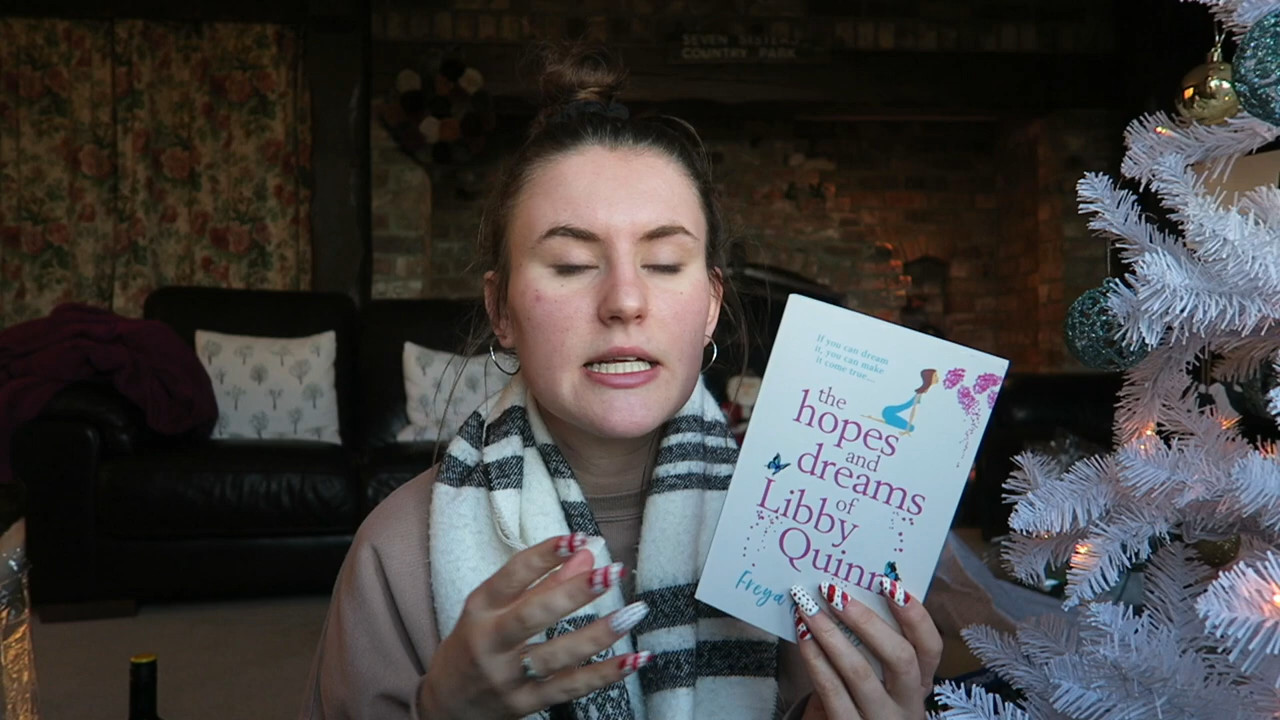 SEVEN SISTERS
COUNTRY PARK
If you can dream
it, you can make
it come true...
the
hopes
and
dreams
of
Libby
Quinn
Freya